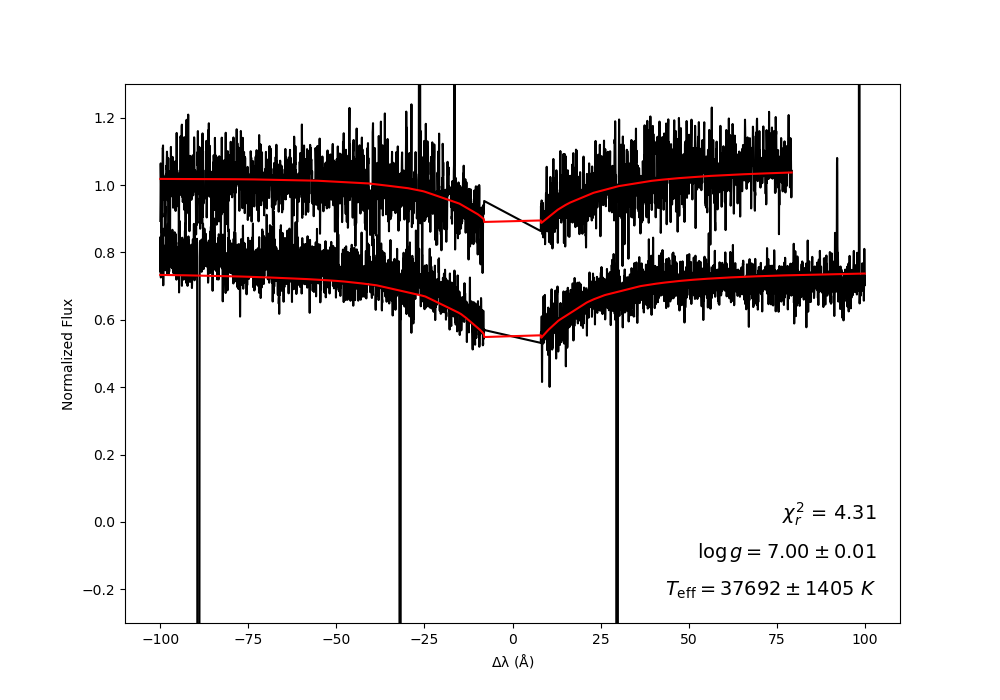 1.2
1.0
0.8
0.6
0.4
0.2
0.0
−0.2
Normalized Flux
χ²ᵣ = 4.31
log g = 7.00 ± 0.01
T_eff = 37692 ± 1405 K
−100 −75 −50 −25 0 25 50 75 100
Δλ (Å)